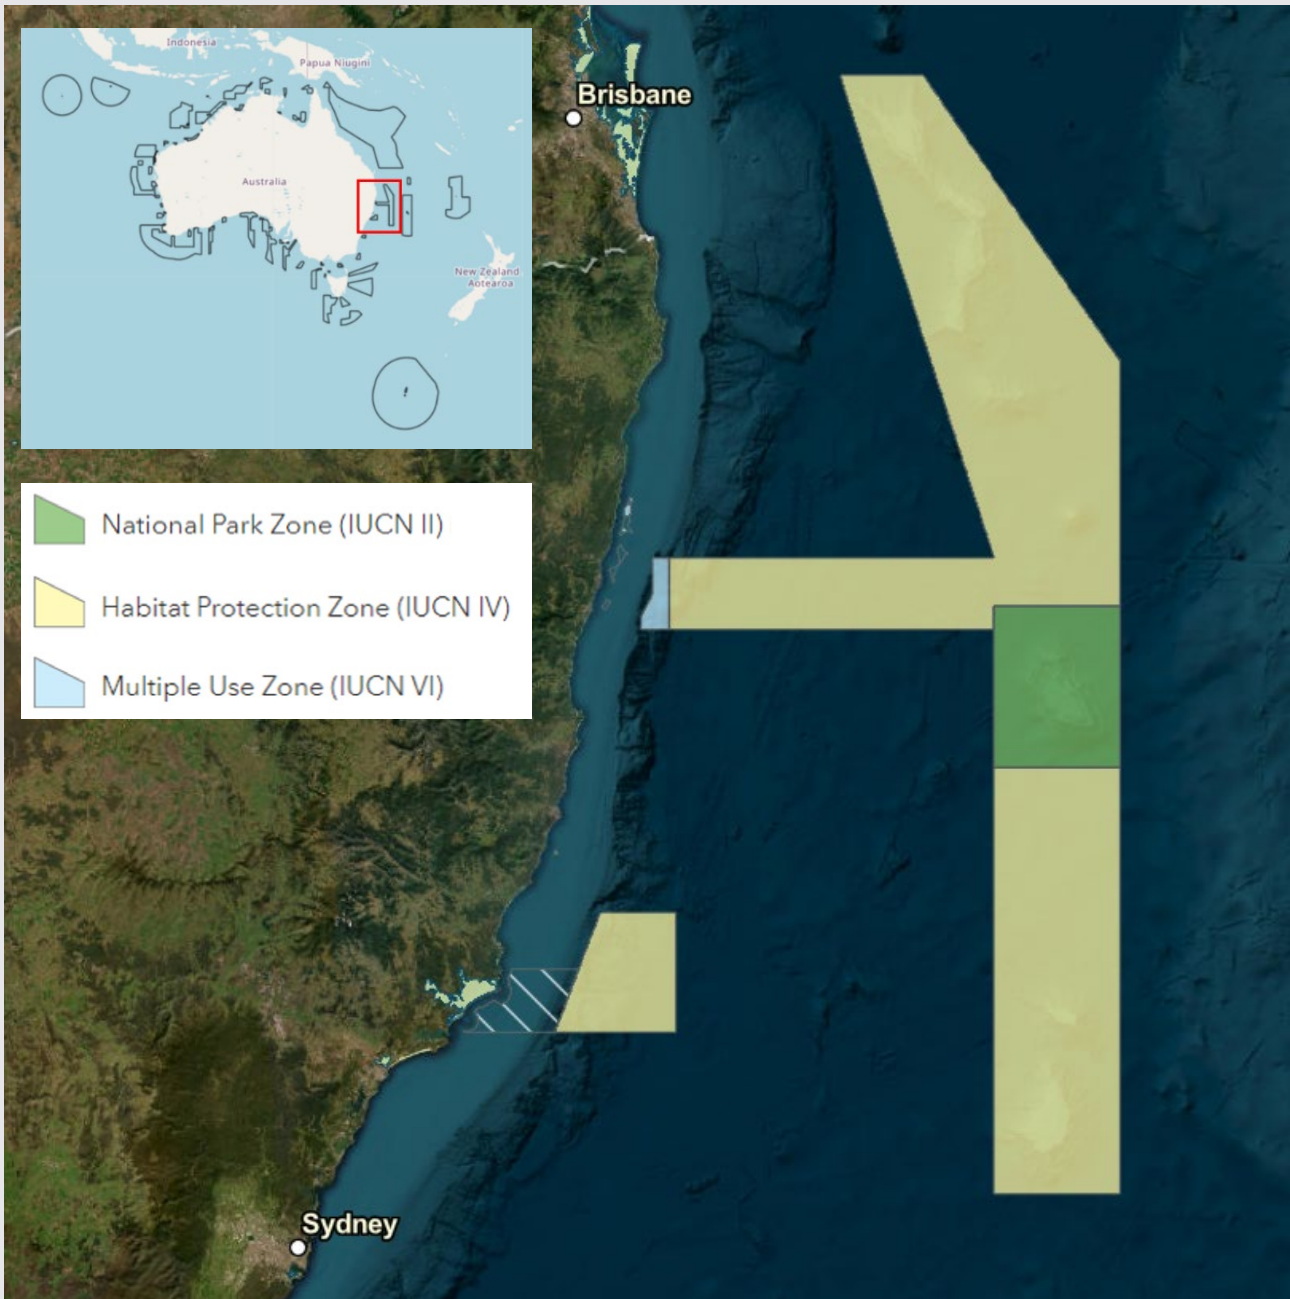 Indonesia
Papua Niugini
Australia
New Zealand
Aotearoa
Brisbane
National Park Zone (IUCN II)
Habitat Protection Zone (IUCN IV)
Multiple Use Zone (IUCN VI)
Sydney